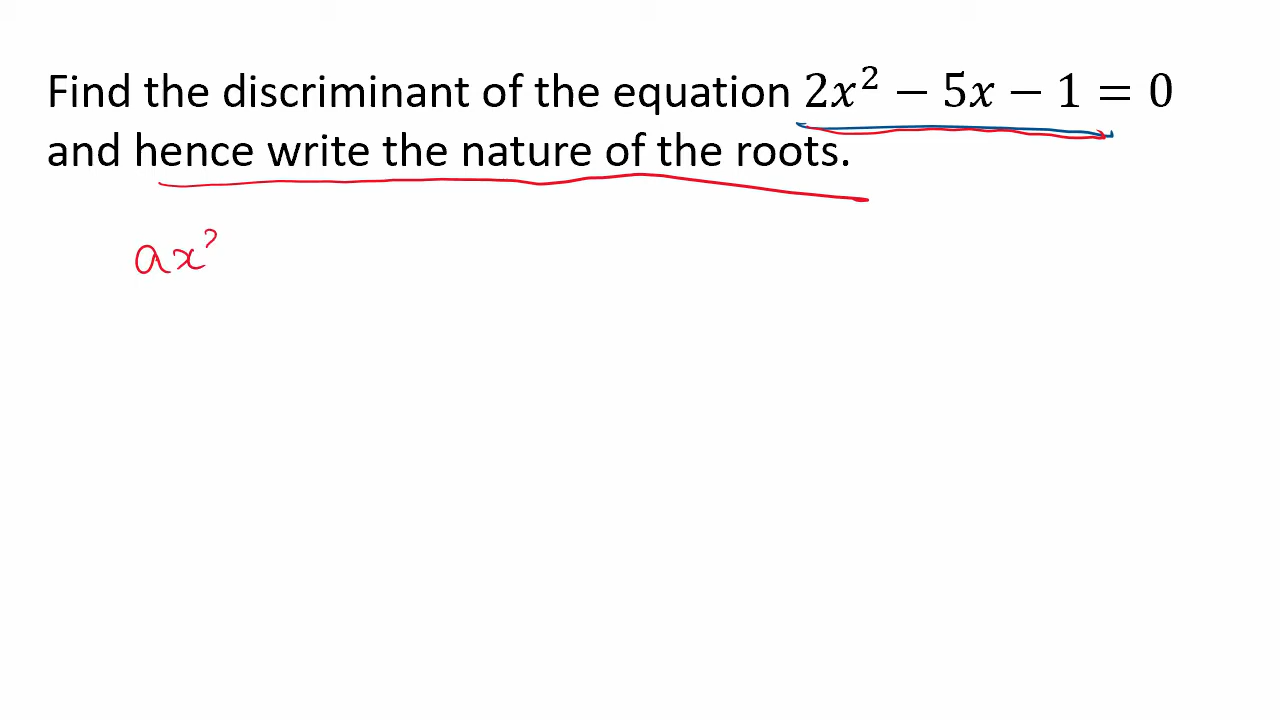 Find the discriminant of the equation 2x² − 5x − 1 = 0
and hence write the nature of the roots.
ax²